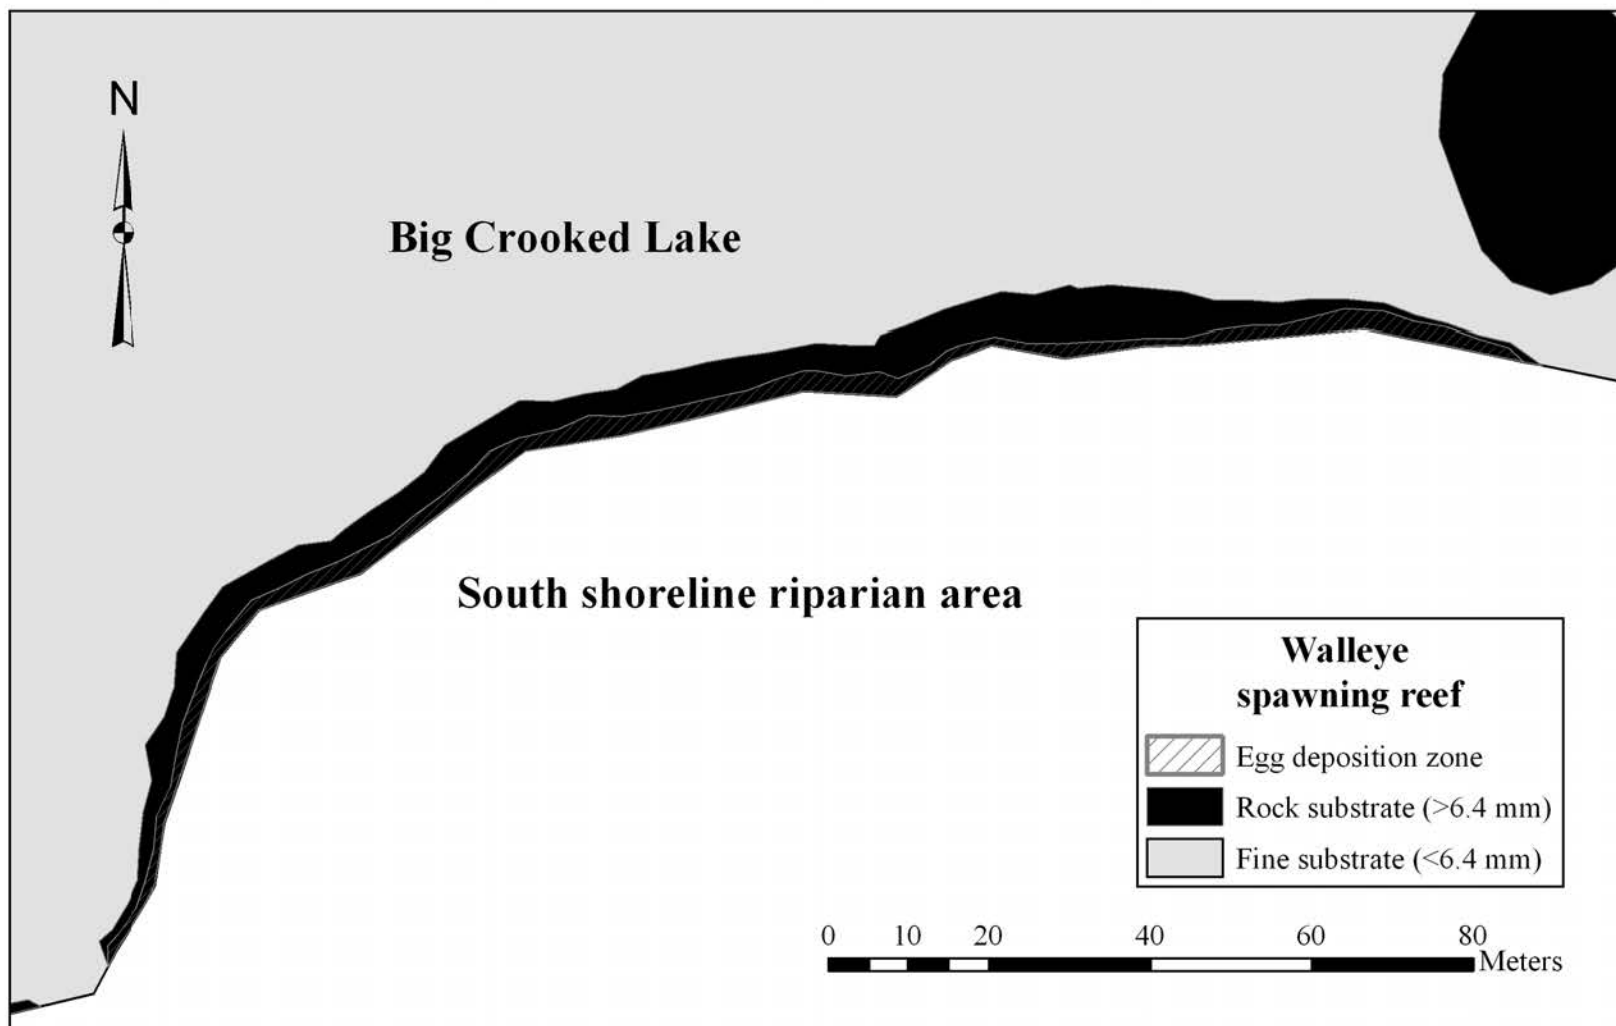 N
Big Crooked Lake
South shoreline riparian area
Walleye
spawning reef
Egg deposition zone
Rock substrate (>6.4 mm)
Fine substrate (<6.4 mm)
0 10 20 40 60 80
Meters